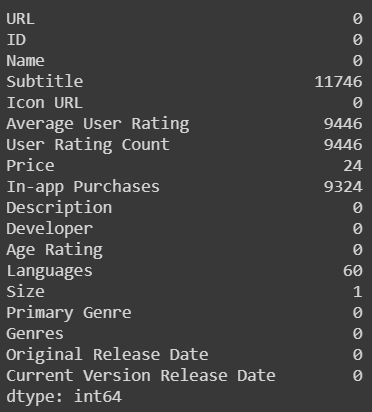 URL 0
ID 0
Name 0
Subtitle 11746
Icon URL 0
Average User Rating 9446
User Rating Count 9446
Price 24
In-app Purchases 9324
Description 0
Developer 0
Age Rating 0
Languages 60
Size 1
Primary Genre 0
Genres 0
Original Release Date 0
Current Version Release Date 0
dtype: int64